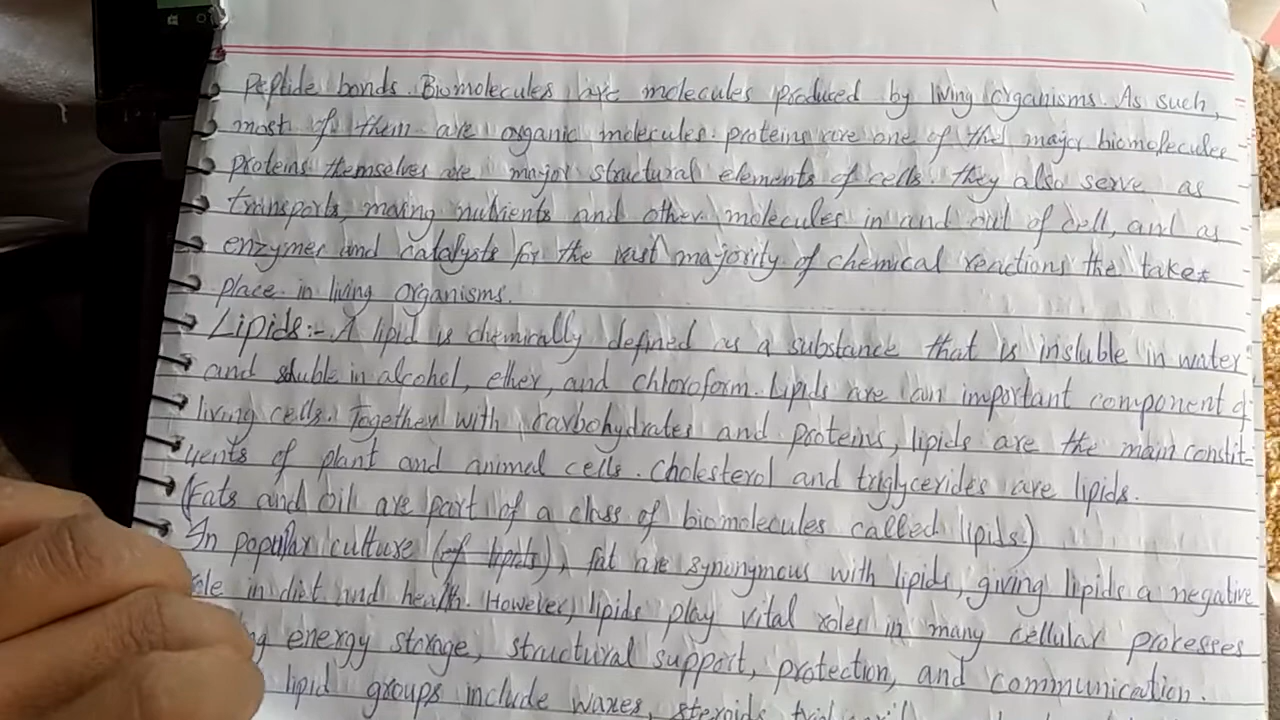 Peptide bonds. Biomolecules are molecules produced by living organisms. As such,
most of them are organic molecules. proteins are one of the major biomolecules
proteins themselves are major structural elements of cells. they also serve as
transports, moving nutrients and other molecules in and out of cell, and as
enzymes and catalysts for the vast majority of chemical reactions the takes
place in living organisms.
Lipids:- A lipid is chemically defined as a substance that is insluble in water
and soluble in alcohol, ether, and chloroform. Lipids are an important component of
living cells. Together with carbohydrates and proteins, lipids are the main constit-
uents of plant and animal cells. Cholesterol and triglycerides are lipids.
(Fats and oil are part of a class of biomolecules called lipids)
In popular culture (of lipids), fat are synonymous with lipids, giving lipids a negative
role in diet and health. However, lipids play vital roles in many cellular processes
energy storage, structural support, protection, and communication.
lipid groups include waxes, steroids